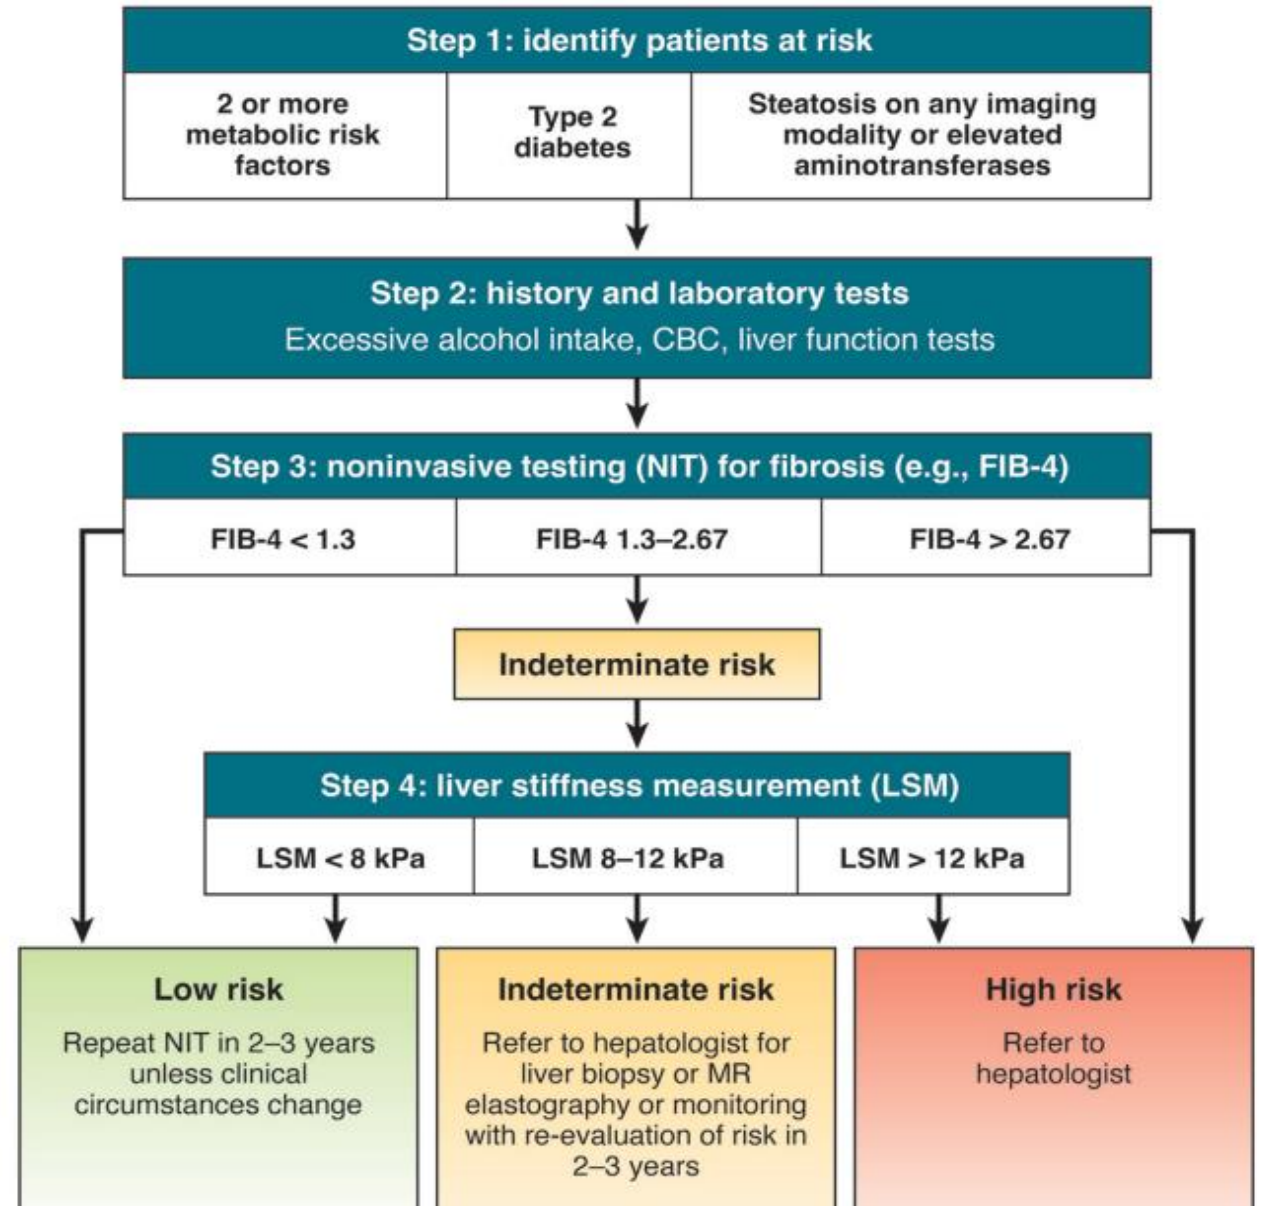 Step 1: identify patients at risk
2 or more
metabolic risk
factors
Type 2
diabetes
Steatosis on any imaging
modality or elevated
aminotransferases
Step 2: history and laboratory tests
Excessive alcohol intake, CBC, liver function tests
Step 3: noninvasive testing (NIT) for fibrosis (e.g., FIB-4)
FIB-4 < 1.3
FIB-4 1.3–2.67
FIB-4 > 2.67
Indeterminate risk
Step 4: liver stiffness measurement (LSM)
LSM < 8 kPa
LSM 8–12 kPa
LSM > 12 kPa
Low risk
Repeat NIT in 2–3 years
unless clinical
circumstances change
Indeterminate risk
Refer to hepatologist for
liver biopsy or MR
elastography or monitoring
with re-evaluation of risk in
2–3 years
High risk
Refer to
hepatologist